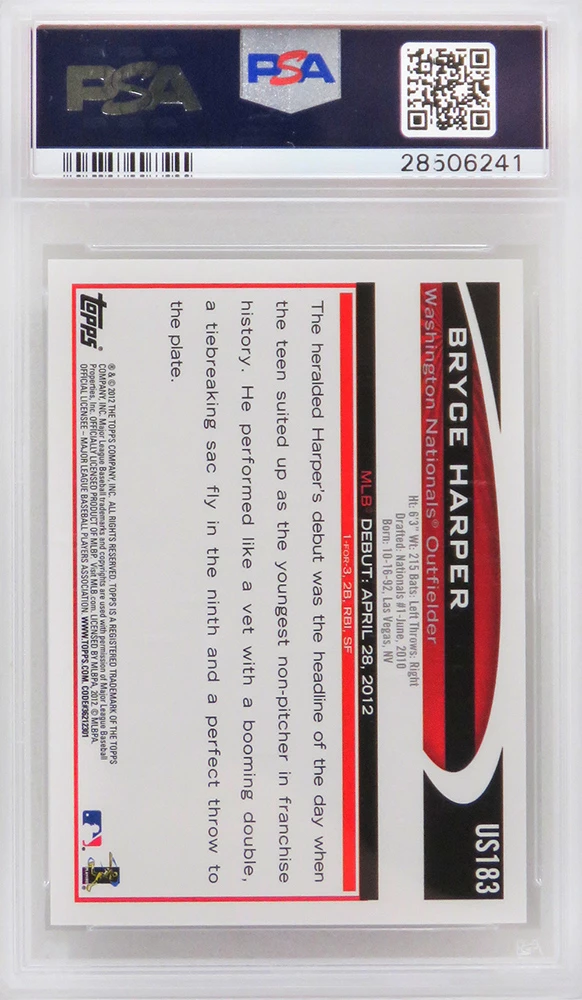 PSA
PSA
28506241
US183
BRYCE HARPER
Washington Nationals® Outfielder
Ht: 6'3" Wt: 215 Bats: Left Throws: Right
Drafted: Nationals #1-June, 2010
Born: 10-16-92, Las Vegas, NV
MLB® DEBUT: APRIL 28, 2012
1-FOR-3, 2B, RBI, SF
The heralded Harper's debut was the headline of the day when
the teen suited up as the youngest non-pitcher in franchise
history. He performed like a vet with a booming double,
a tiebreaking sac fly in the ninth and a perfect throw to
the plate.
topps®
® & © 2012 THE TOPPS COMPANY, INC. ALL RIGHTS RESERVED. TOPPS IS A REGISTERED TRADEMARK OF THE TOPPS
COMPANY, INC. Major League Baseball trademarks and copyrights are used with permission of Major League Baseball
Properties, Inc. OFFICIALLY LICENSED PRODUCT OF MLBP. Visit MLB.com. LICENSED BY MLBPA, 2012. © MLBPA
OFFICIAL LICENSEE – MAJOR LEAGUE BASEBALL PLAYERS ASSOCIATION. WWW.TOPPS.COM. CODE#36212301